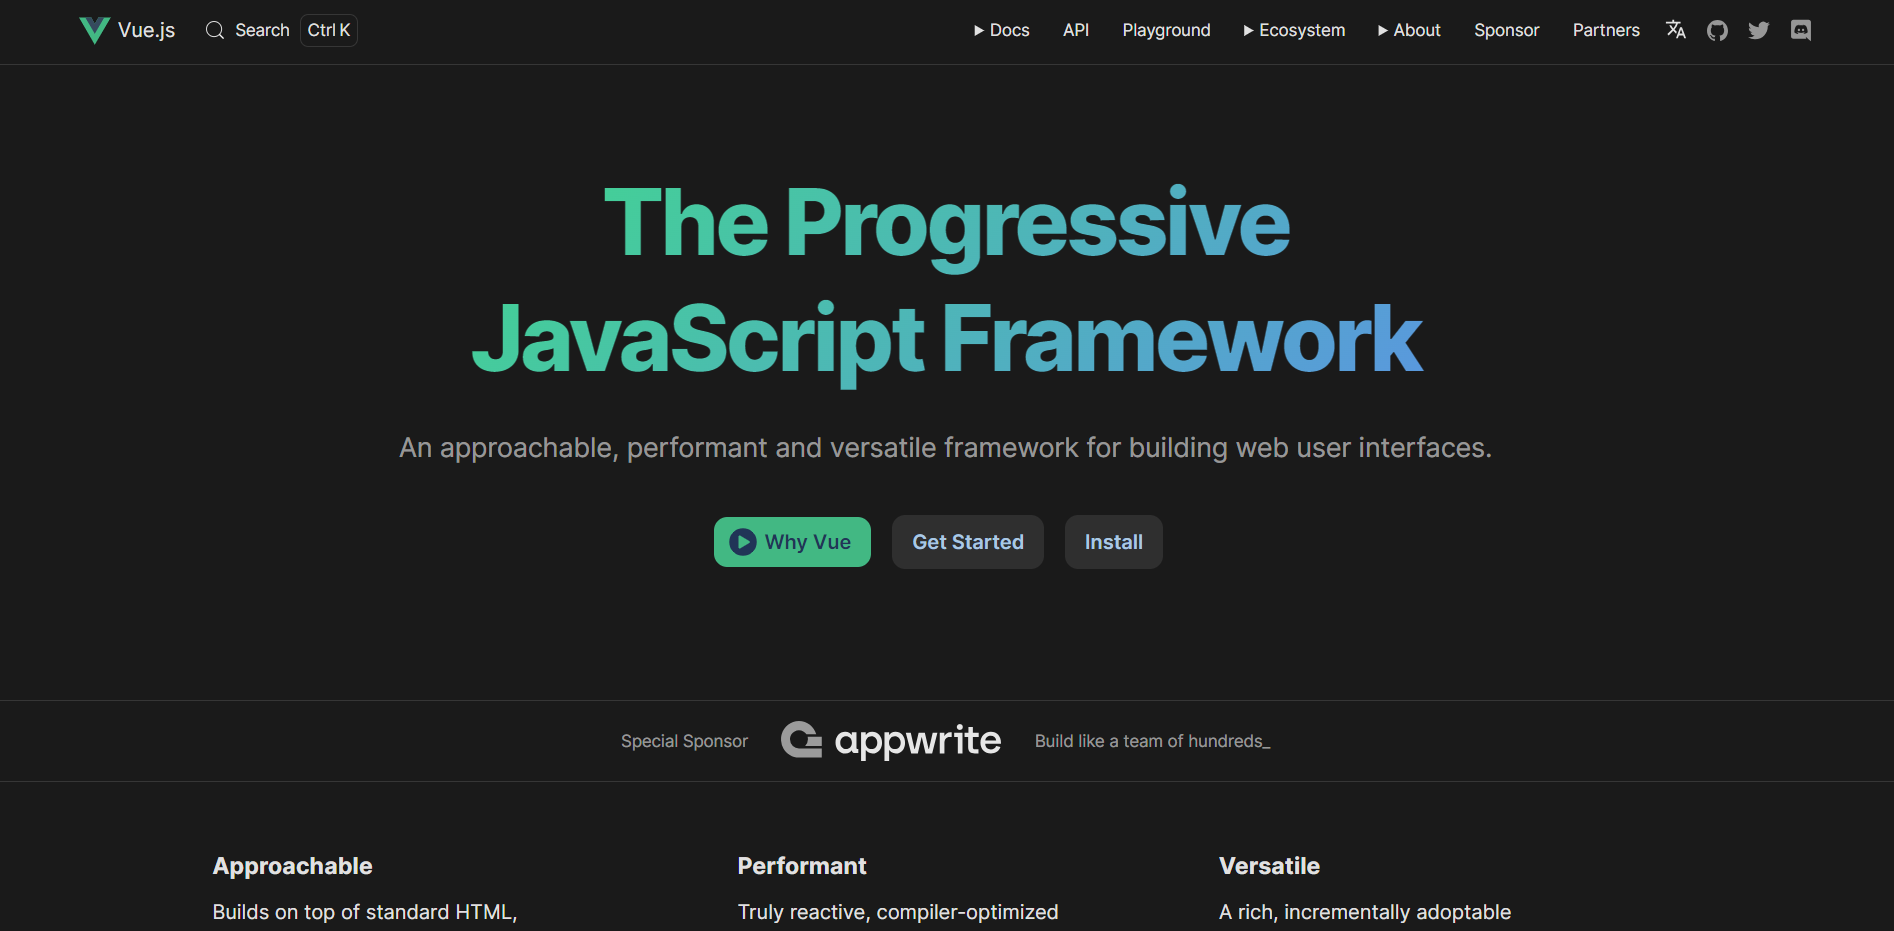 Vue.js Search Ctrl K Docs API Playground Ecosystem About Sponsor Partners
The Progressive
JavaScript Framework
An approachable, performant and versatile framework for building web user interfaces.
Why Vue Get Started Install
Special Sponsor appwrite Build like a team of hundreds_
Approachable Performant Versatile
Builds on top of standard HTML, Truly reactive, compiler-optimized A rich, incrementally adoptable